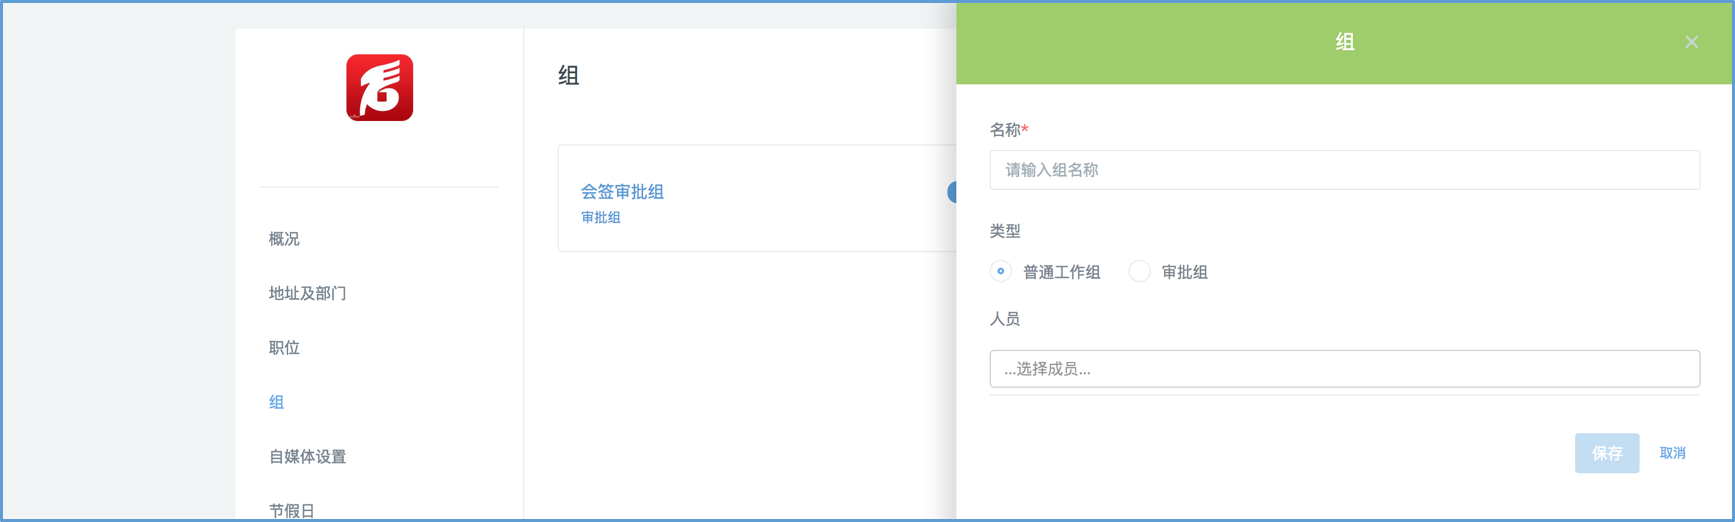 组
会签审批组
审批组
概况
地址及部门
职位
组
自媒体设置
节假日
组
名称*
请输入组名称
类型
普通工作组
审批组
人员
...选择成员...
保存
取消